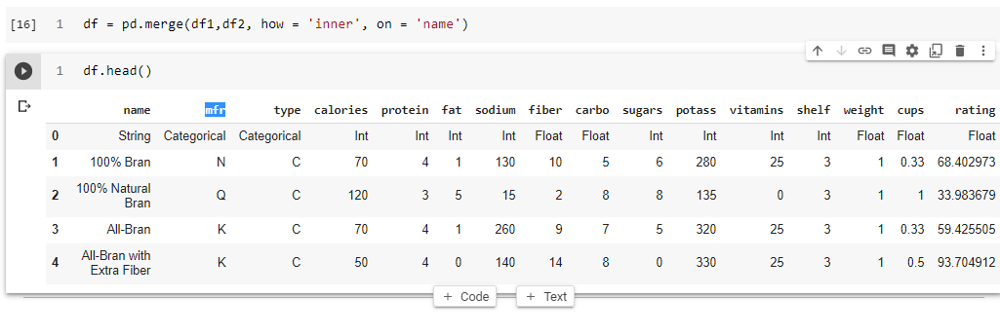 [16] 1 df = pd.merge(df1,df2, how = 'inner', on = 'name')
1 df.head()
name mfr type calories protein fat sodium fiber carbo sugars potass vitamins shelf weight cups rating
0 String Categorical Categorical Int Int Int Int Float Float Int Int Int Int Float Float Float
1 100% Bran N C 70 4 1 130 10 5 6 280 25 3 1 0.33 68.402973
2 100% Natural Q C 120 3 5 15 2 8 8 135 0 3 1 1 33.983679
Bran
3 All-Bran K C 70 4 1 260 9 7 5 320 25 3 1 0.33 59.425505
4 All-Bran with K C 50 4 0 140 14 8 0 330 25 3 1 0.5 93.704912
Extra Fiber
+ Code + Text